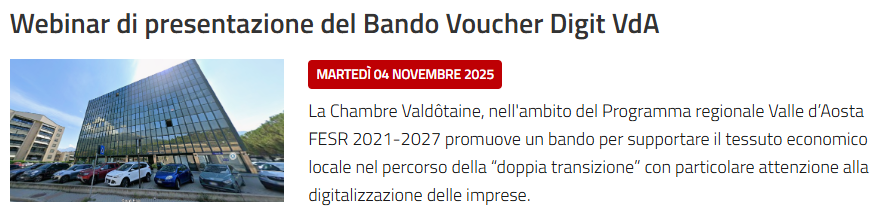 Webinar di presentazione del Bando Voucher Digit VdA
MARTEDÌ 04 NOVEMBRE 2025
La Chambre Valdôtaine, nell'ambito del Programma regionale Valle d’Aosta
FESR 2021-2027 promuove un bando per supportare il tessuto economico
locale nel percorso della “doppia transizione” con particolare attenzione alla
digitalizzazione delle imprese.